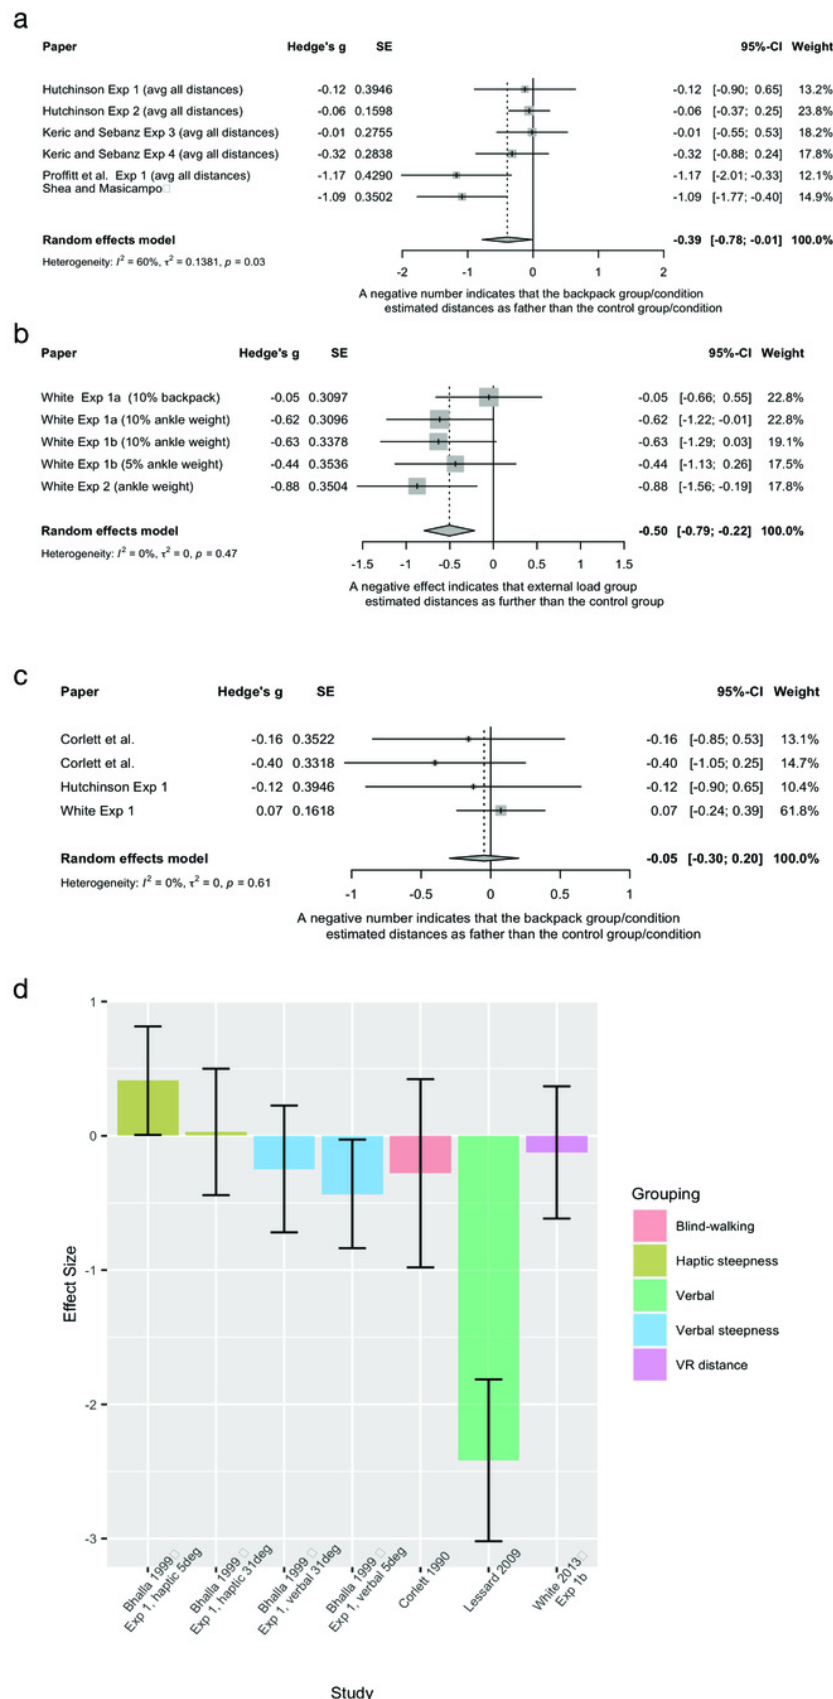 a
Paper Hedge's g SE 95%-CI Weight
Hutchinson Exp 1 (avg all distances) -0.12 0.3946 -0.12 [-0.90; 0.65] 13.2%
Hutchinson Exp 2 (avg all distances) -0.06 0.1598 -0.06 [-0.37; 0.25] 23.8%
Keric and Sebanz Exp 3 (avg all distances) -0.01 0.2755 -0.01 [-0.55; 0.53] 18.2%
Keric and Sebanz Exp 4 (avg all distances) -0.32 0.2838 -0.32 [-0.88; 0.24] 17.8%
Proffitt et al. Exp 1 (avg all distances) -1.17 0.4290 -1.17 [-2.01; -0.33] 12.1%
Shea and Masicampo□
-1.09 0.3502 -1.09 [-1.77; -0.40] 14.9%
Random effects model -0.39 [-0.78; -0.01] 100.0%
Heterogeneity: I² = 60%, τ² = 0.1381, p = 0.03
-2 -1 0 1 2
A negative number indicates that the backpack group/condition
estimated distances as father than the control group/condition
b
Paper Hedge's g SE 95%-CI Weight
White Exp 1a (10% backpack) -0.05 0.3097 -0.05 [-0.66; 0.55] 22.8%
White Exp 1a (10% ankle weight) -0.62 0.3096 -0.62 [-1.22; -0.01] 22.8%
White Exp 1b (10% ankle weight) -0.63 0.3378 -0.63 [-1.29; 0.03] 19.1%
White Exp 1b (5% ankle weight) -0.44 0.3536 -0.44 [-1.13; 0.26] 17.5%
White Exp 2 (ankle weight) -0.88 0.3504 -0.88 [-1.56; -0.19] 17.8%
Random effects model -0.50 [-0.79; -0.22] 100.0%
Heterogeneity: I² = 0%, τ² = 0, p = 0.47
-1.5 -1 -0.5 0 0.5 1 1.5
A negative effect indicates that external load group
estimated distances as further than the control group
c
Paper Hedge's g SE 95%-CI Weight
Corlett et al. -0.16 0.3522 -0.16 [-0.85; 0.53] 13.1%
Corlett et al. -0.40 0.3318 -0.40 [-1.05; 0.25] 14.7%
Hutchinson Exp 1 -0.12 0.3946 -0.12 [-0.90; 0.65] 10.4%
White Exp 1 0.07 0.1618 0.07 [-0.24; 0.39] 61.8%
Random effects model -0.05 [-0.30; 0.20] 100.0%
Heterogeneity: I² = 0%, τ² = 0, p = 0.61
-1 -0.5 0 0.5 1
A negative number indicates that the backpack group/condition
estimated distances as father than the control group/condition
d
1
0
-1
-2
-3
Effect Size
Grouping
Blind-walking
Haptic steepness
Verbal
Verbal steepness
VR distance
Bhalla 1999□
Exp 1, haptic 5deg
Bhalla 1999 □
Exp 1, haptic 31deg
Bhalla 1999 □
Exp 1, verbal 31deg
Bhalla 1999 □
Exp 1, verbal 5deg
Corlett 1990
Lessard 2009
White 2013□
Exp 1b
Study